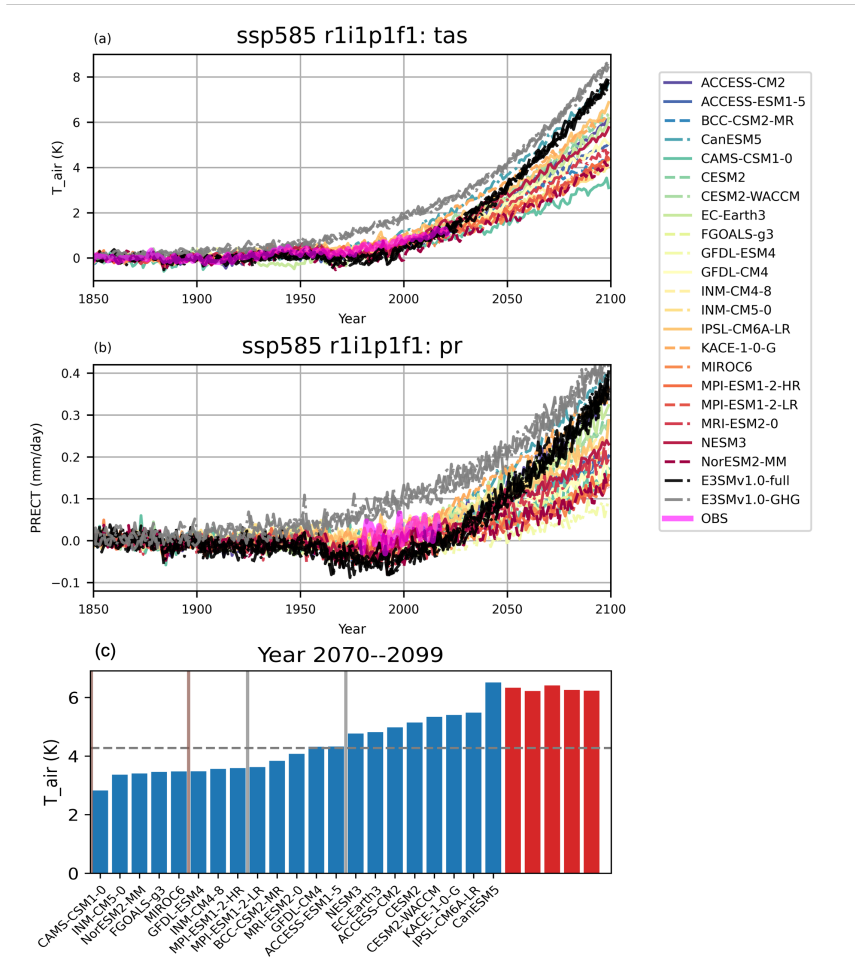 (a)
ssp585 r1i1p1f1: tas
8
6
4
2
0
T_air (K)
1850
1900
1950
2000
2050
2100
Year
(b)
ssp585 r1i1p1f1: pr
0.4
0.3
0.2
0.1
0.0
−0.1
PRECT (mm/day)
1850
1900
1950
2000
2050
2100
Year
ACCESS-CM2
ACCESS-ESM1-5
BCC-CSM2-MR
CanESM5
CAMS-CSM1-0
CESM2
CESM2-WACCM
EC-Earth3
FGOALS-g3
GFDL-ESM4
GFDL-CM4
INM-CM4-8
INM-CM5-0
IPSL-CM6A-LR
KACE-1-0-G
MIROC6
MPI-ESM1-2-HR
MPI-ESM1-2-LR
MRI-ESM2-0
NESM3
NorESM2-MM
E3SMv1.0-full
E3SMv1.0-GHG
OBS
(c)
Year 2070--2099
6
4
2
0
T_air (K)
CAMS-CSM1-0
INM-CM5-0
NorESM2-MM
FGOALS-g3
MIROC6
GFDL-ESM4
INM-CM4-8
MPI-ESM1-2-HR
MPI-ESM1-2-LR
BCC-CSM2-MR
MRI-ESM2-0
GFDL-CM4
ACCESS-ESM1-5
NESM3
EC-Earth3
ACCESS-CM2
CESM2
CESM2-WACCM
KACE-1-0-G
IPSL-CM6A-LR
CanESM5